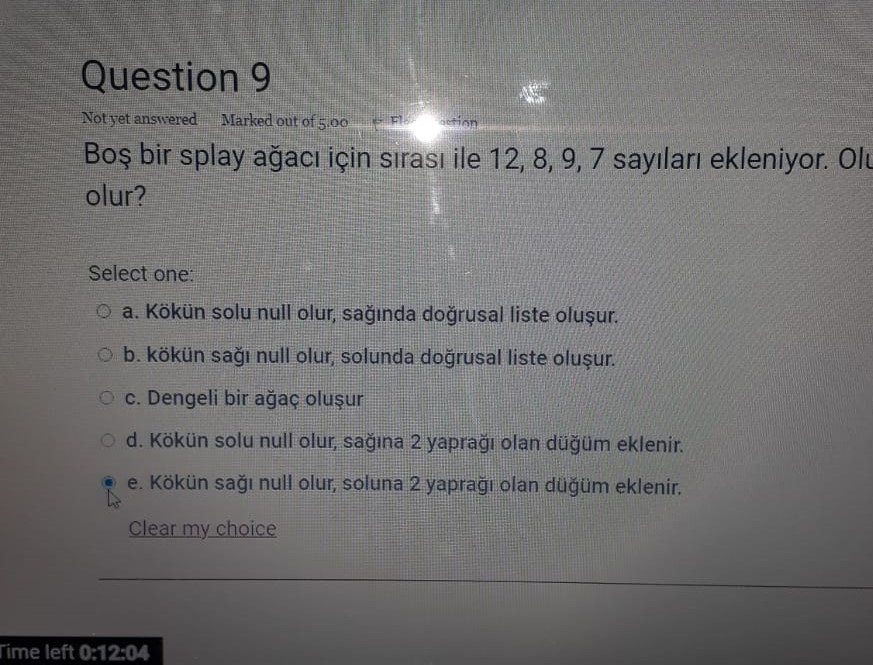 Question 9
Not yet answered Marked out of 5.00
Boş bir splay ağacı için sırası ile 12, 8, 9, 7 sayıları ekleniyor.
olur?
Select one:
a. Kökün solu null olur, sağında doğrusal liste oluşur.
b. kökün sağı null olur, solunda doğrusal liste oluşur.
c. Dengeli bir ağaç oluşur
d. Kökün solu null olur, sağına 2 yaprağı olan düğüm eklenir.
e. Kökün sağı null olur, soluna 2 yaprağı olan düğüm eklenir.
Clear my choice
Time left 0:12:04